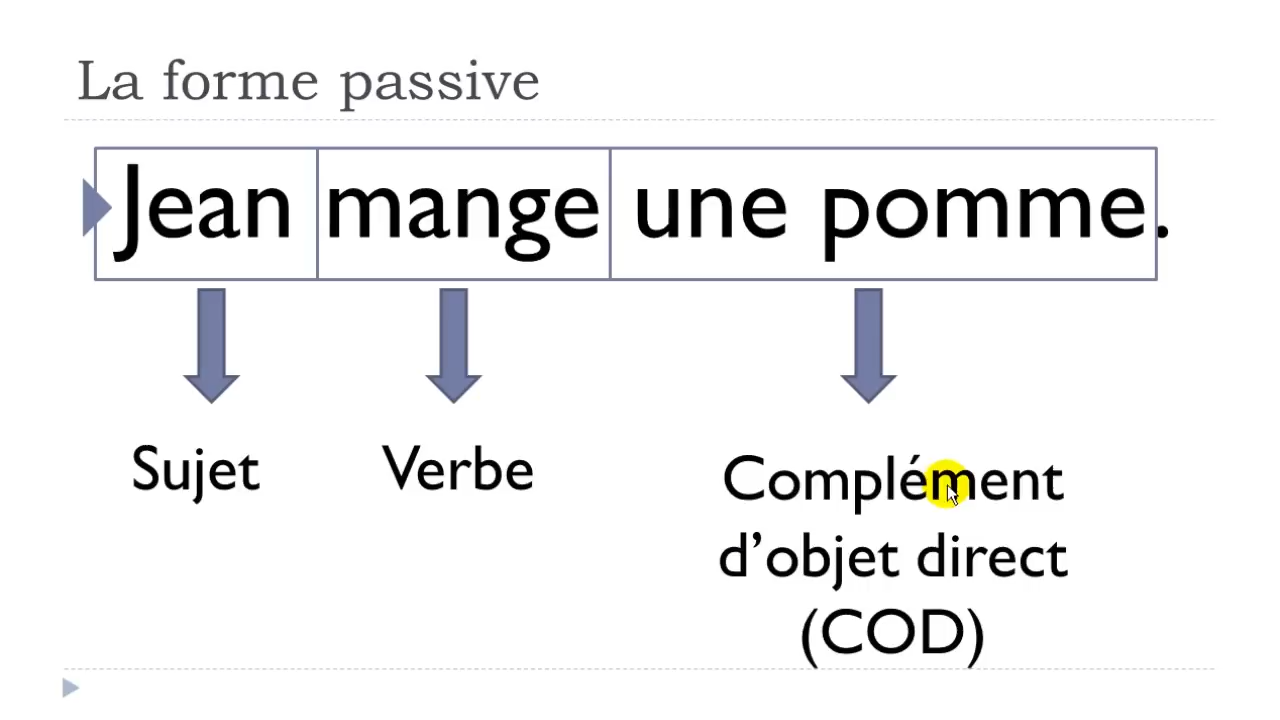 La forme passive
Jean mange une pomme.
Sujet
Verbe
Complément
d’objet direct
(COD)